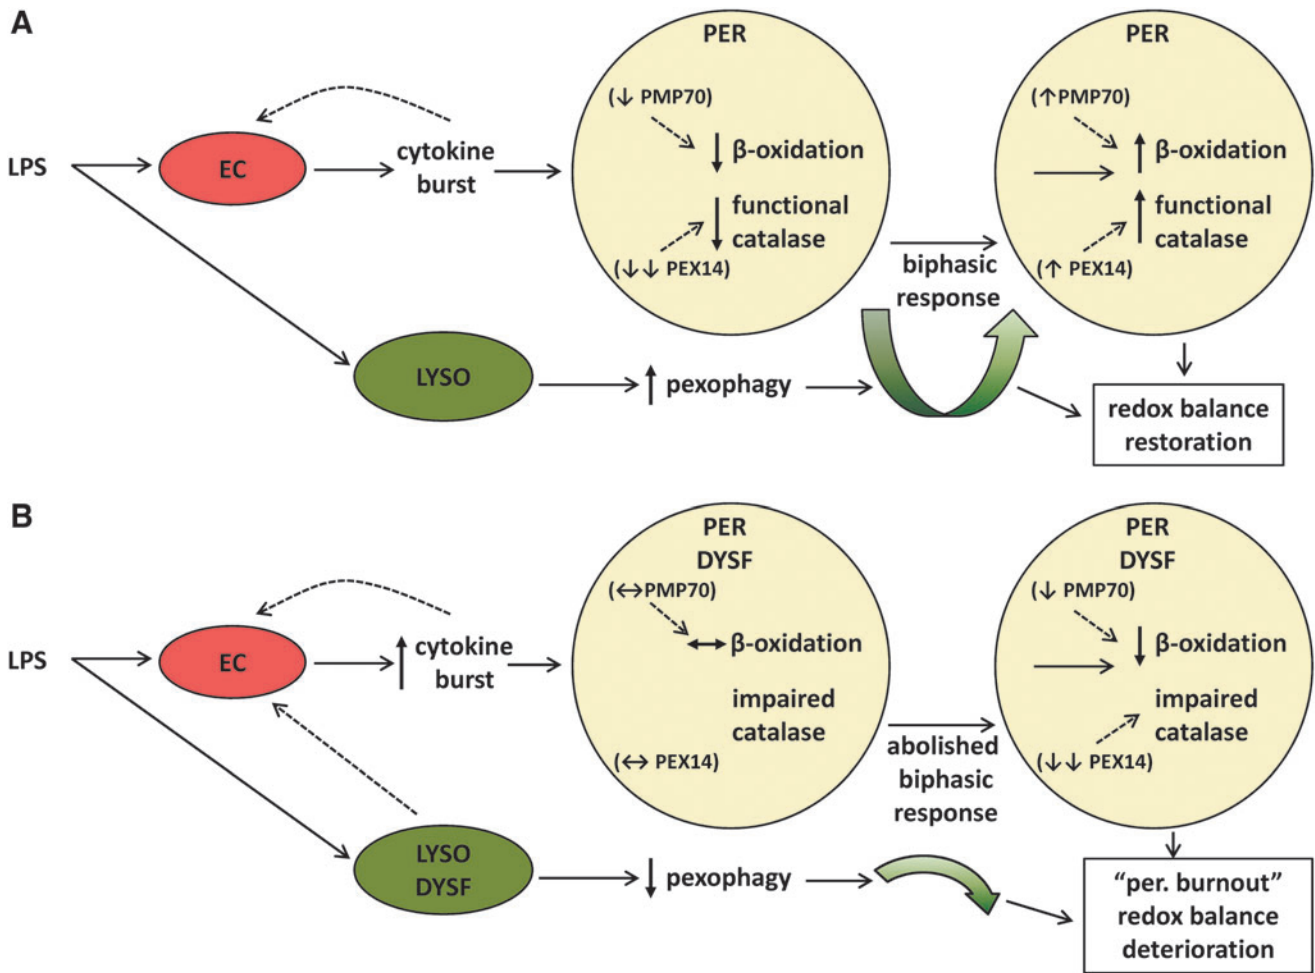 A
PER
PER
(↓ PMP70)
(↑PMP70)
LPS
EC
cytokine
burst
↓ β-oxidation
↑ β-oxidation
↓ functional
catalase
↑ functional
catalase
(↓↓ PEX14)
(↑ PEX14)
biphasic
response
LYSO
↑ pexophagy
redox balance
restoration
B
PER
DYSF
PER
DYSF
(↔PMP70)
(↓ PMP70)
LPS
EC
↑ cytokine
burst
↔ β-oxidation
↓ β-oxidation
impaired
catalase
impaired
catalase
(↔ PEX14)
(↓↓ PEX14)
abolished
biphasic
response
LYSO
DYSF
↓ pexophagy
“per. burnout”
redox balance
deterioration